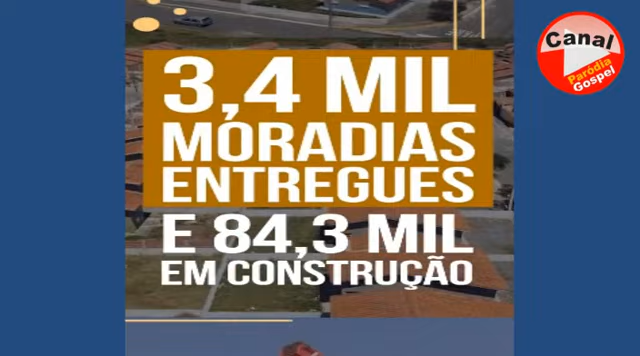 Canal
Paródia
Gospel
3,4 MIL
MORADIAS
ENTREGUES
E 84,3 MIL
EM CONSTRUÇÃO